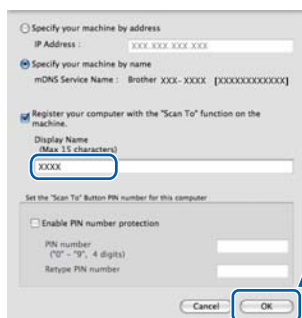 Specify your machine by address
IP Address : XXX.XXX.XXX.XXX
Specify your machine by name
mDNS Service Name : Brother XXX-XXXX [XXXXXXXXXXXX]
Register your computer with the "Scan To" function on the
machine.
Display Name
(Max 15 characters)
XXXX
Set the "Scan To" Button PIN number for this computer
Enable PIN number protection
PIN number
("0" - "9", 4 digits)
Retype PIN number
Cancel OK